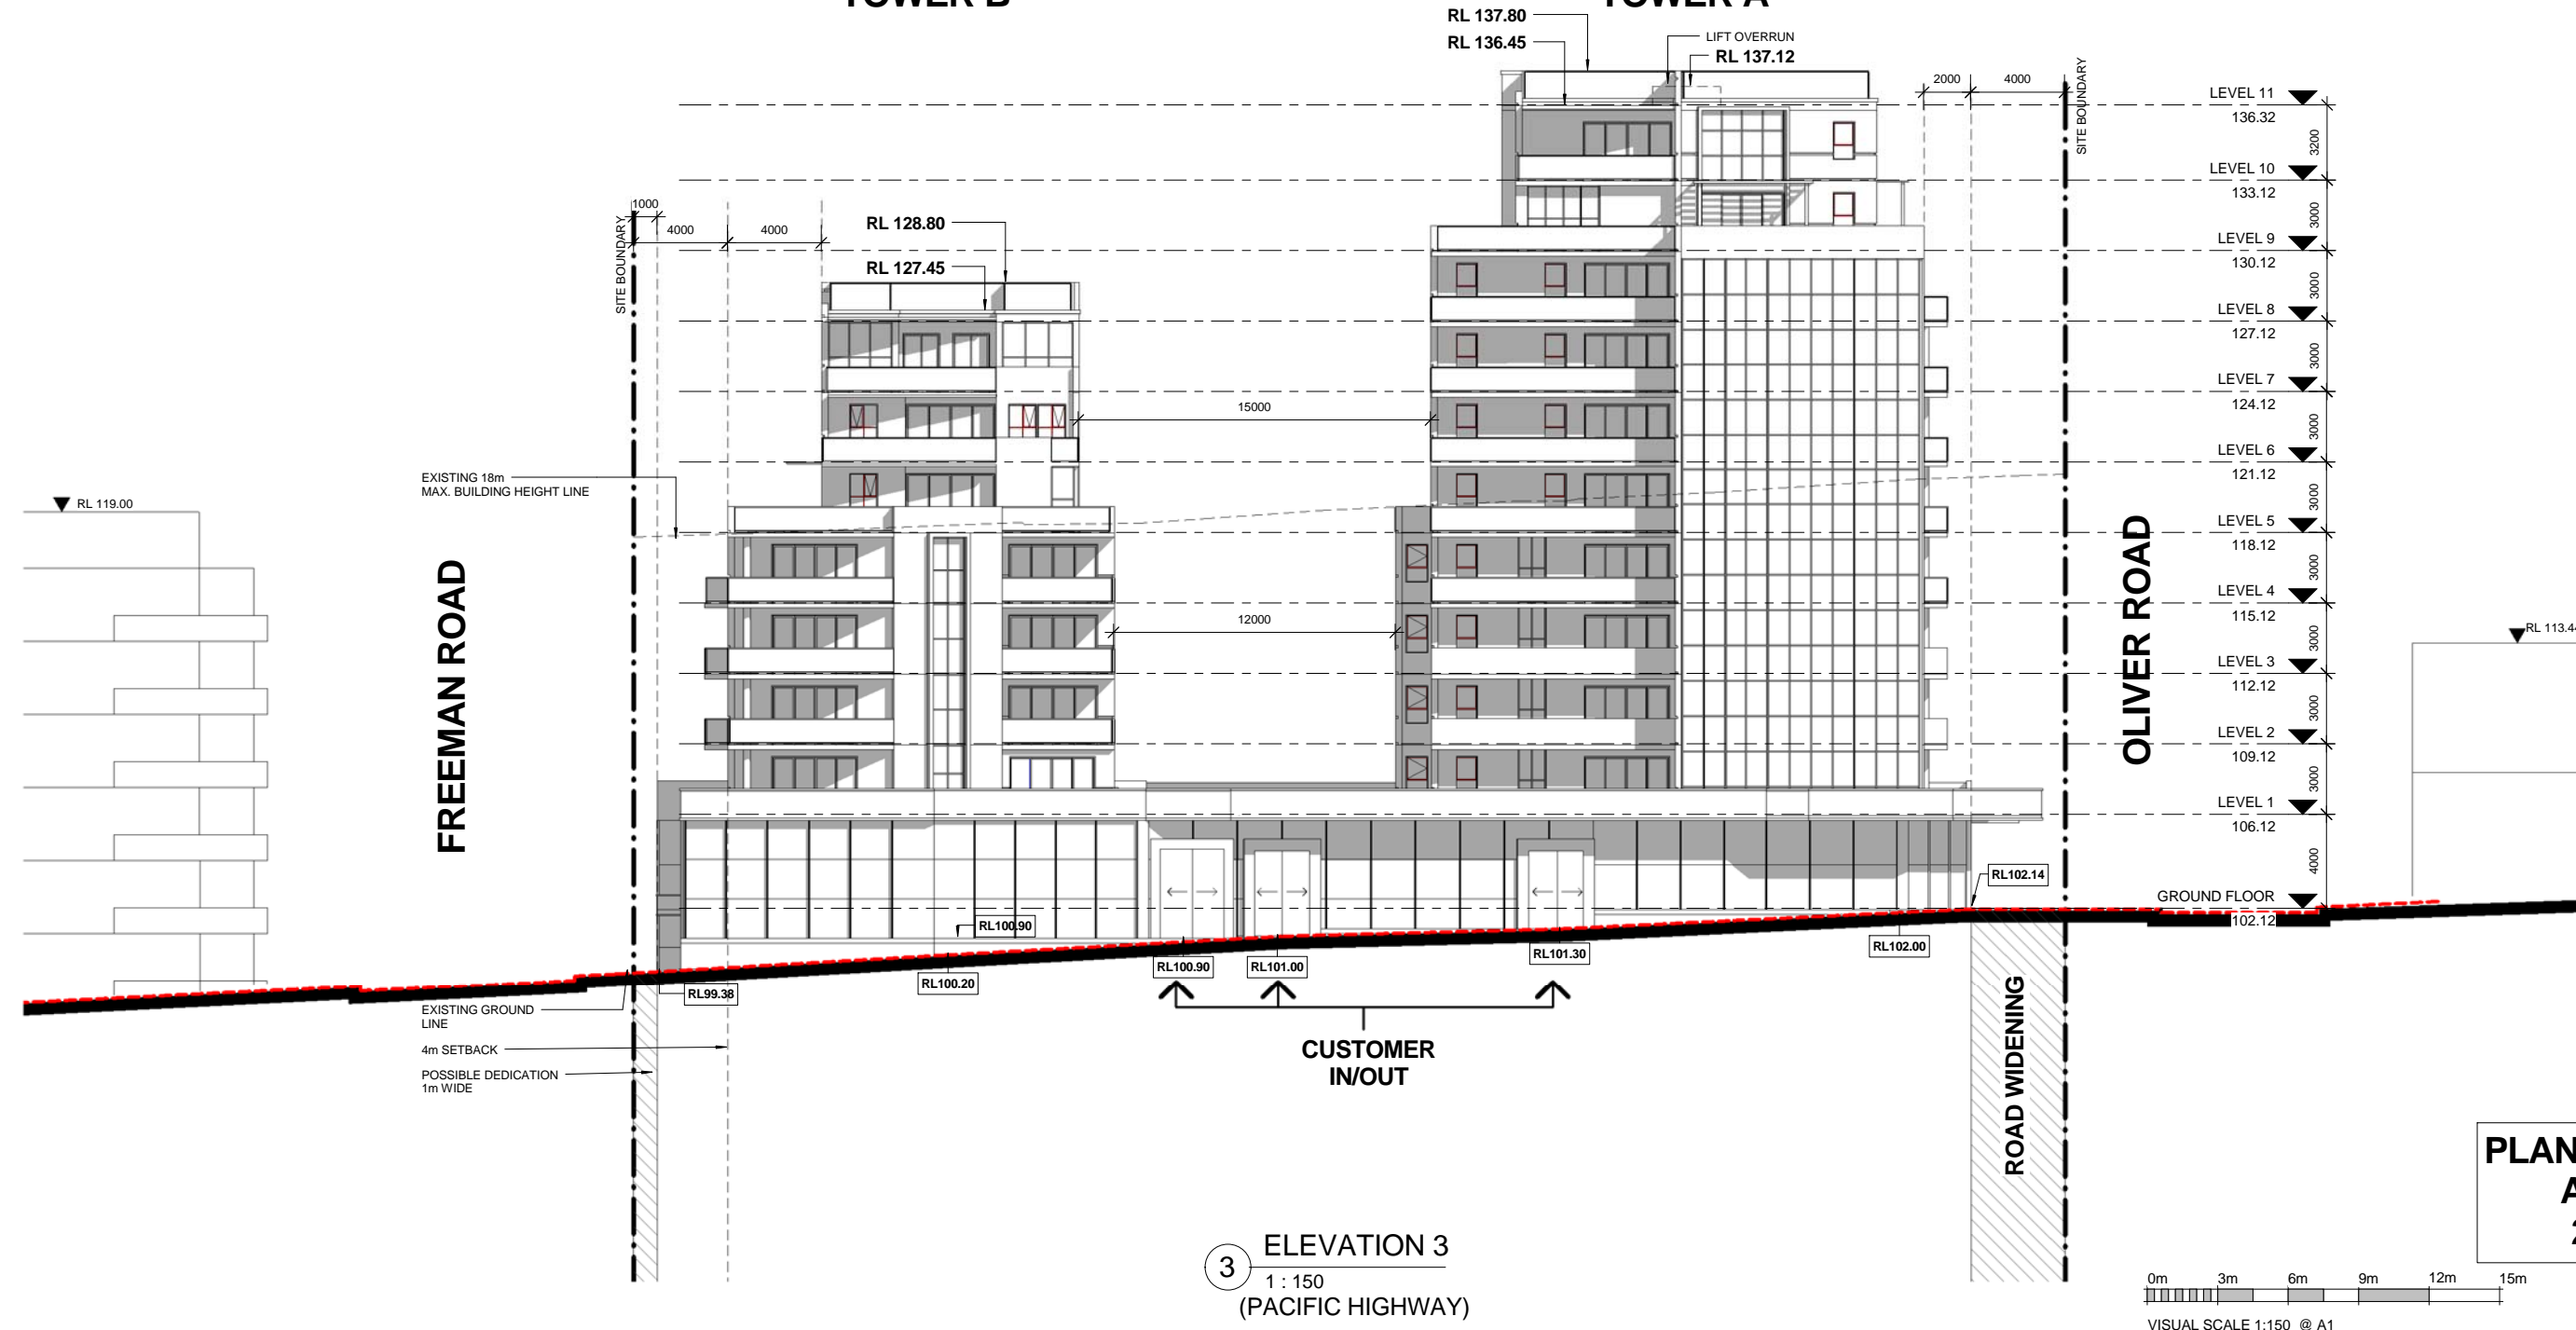 TOWER B
TOWER A
RL 137.80
RL 136.45
LIFT OVERRUN
RL 137.12
2000
4000
SITE BOUNDARY
LEVEL 11
136.32
3200
LEVEL 10
133.12
3000
LEVEL 9
130.12
3000
LEVEL 8
127.12
3000
LEVEL 7
124.12
3000
LEVEL 6
121.12
3000
LEVEL 5
118.12
3000
LEVEL 4
115.12
3000
LEVEL 3
112.12
3000
LEVEL 2
109.12
3000
LEVEL 1
106.12
4000
GROUND FLOOR
102.12
1000
SITE BOUNDARY
4000
4000
RL 128.80
RL 127.45
15000
12000
EXISTING 18m
MAX. BUILDING HEIGHT LINE
RL 119.00
FREEMAN ROAD
OLIVER ROAD
RL 113.44
RL102.14
RL100.90
RL102.00
RL101.30
RL100.90
RL101.00
RL100.20
RL99.38
EXISTING GROUND
LINE
4m SETBACK
POSSIBLE DEDICATION
1m WIDE
CUSTOMER
IN/OUT
ROAD WIDENING
PLAN
A
3
ELEVATION 3
1 : 150
(PACIFIC HIGHWAY)
0m
3m
6m
9m
12m
15m
VISUAL SCALE 1:150 @ A1